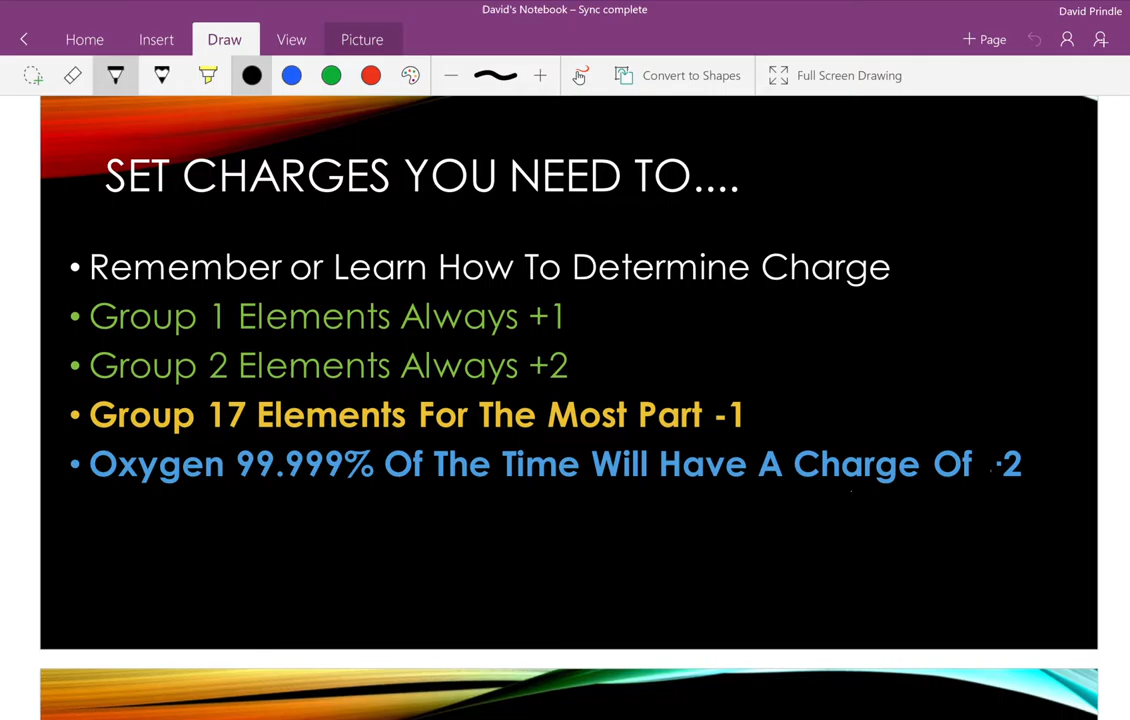 David's Notebook – Sync complete
David Prindle
Home Insert Draw View Picture
+ Page
Convert to Shapes Full Screen Drawing
SET CHARGES YOU NEED TO....
• Remember or Learn How To Determine Charge
• Group 1 Elements Always +1
• Group 2 Elements Always +2
• Group 17 Elements For The Most Part -1
• Oxygen 99.999% Of The Time Will Have A Charge Of -2